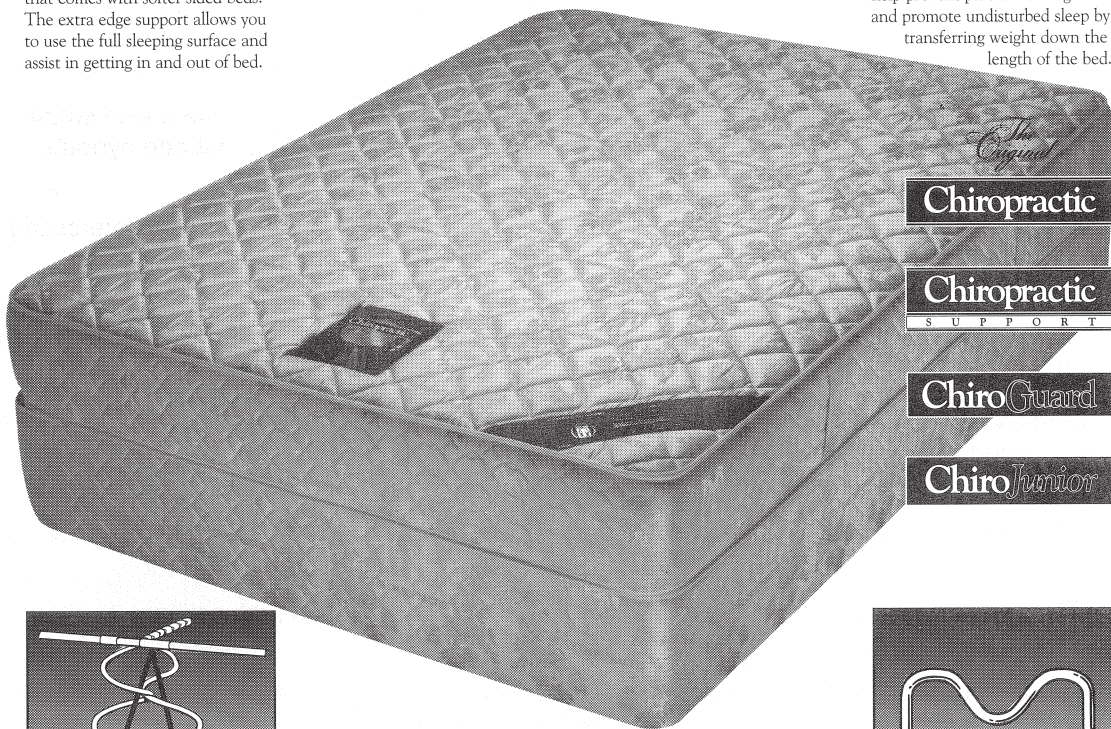 that comes with softer sided beds.
The extra edge support allows you
to use the full sleeping surface and
assist in getting in and out of bed.
and promote undisturbed sleep by
transferring weight down the
length of the bed.
The
Original
Chiropractic
Chiropractic
SUPPORT
ChiroGuard
ChiroJunior